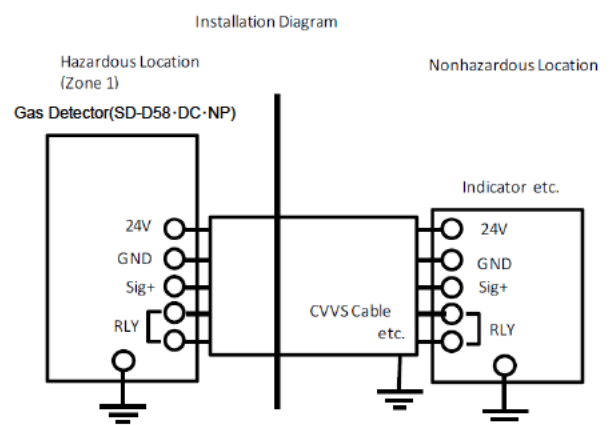 Installation Diagram
Hazardous Location
(Zone 1)
Nonhazardous Location
Gas Detector(SD-D58·DC·NP)
Indicator etc.
24V
GND
Sig+
RLY
CVVS Cable
etc.
24V
GND
Sig+
RLY